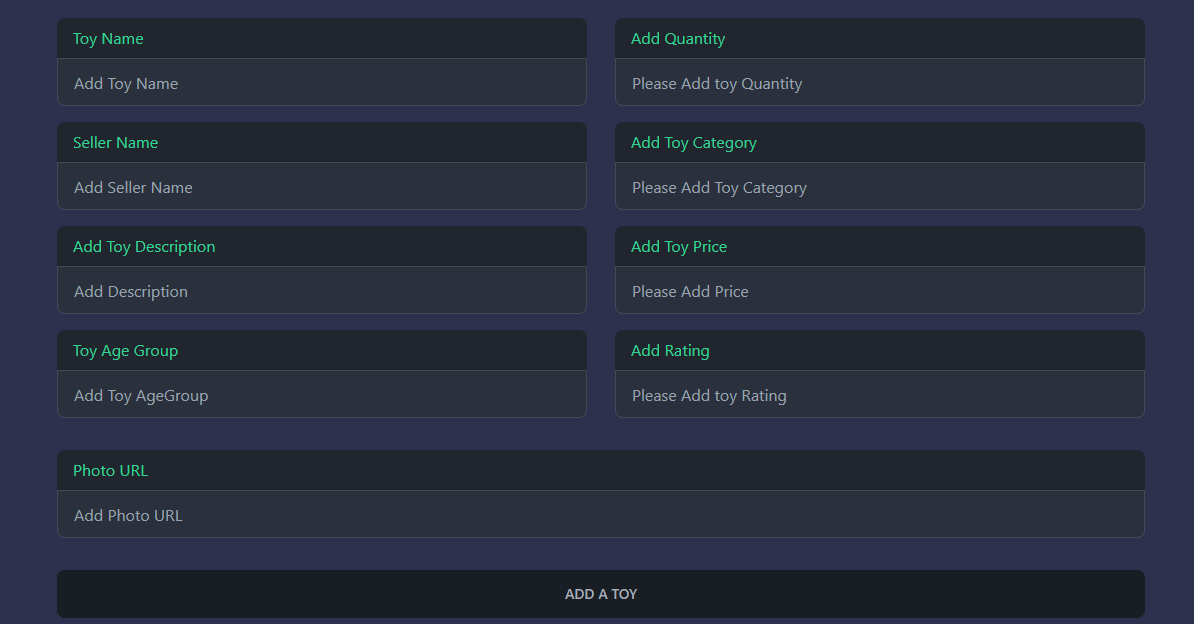 Toy Name
Add Quantity
Add Toy Name
Please Add toy Quantity
Seller Name
Add Toy Category
Add Seller Name
Please Add Toy Category
Add Toy Description
Add Toy Price
Add Description
Please Add Price
Toy Age Group
Add Rating
Add Toy AgeGroup
Please Add toy Rating
Photo URL
Add Photo URL
ADD A TOY